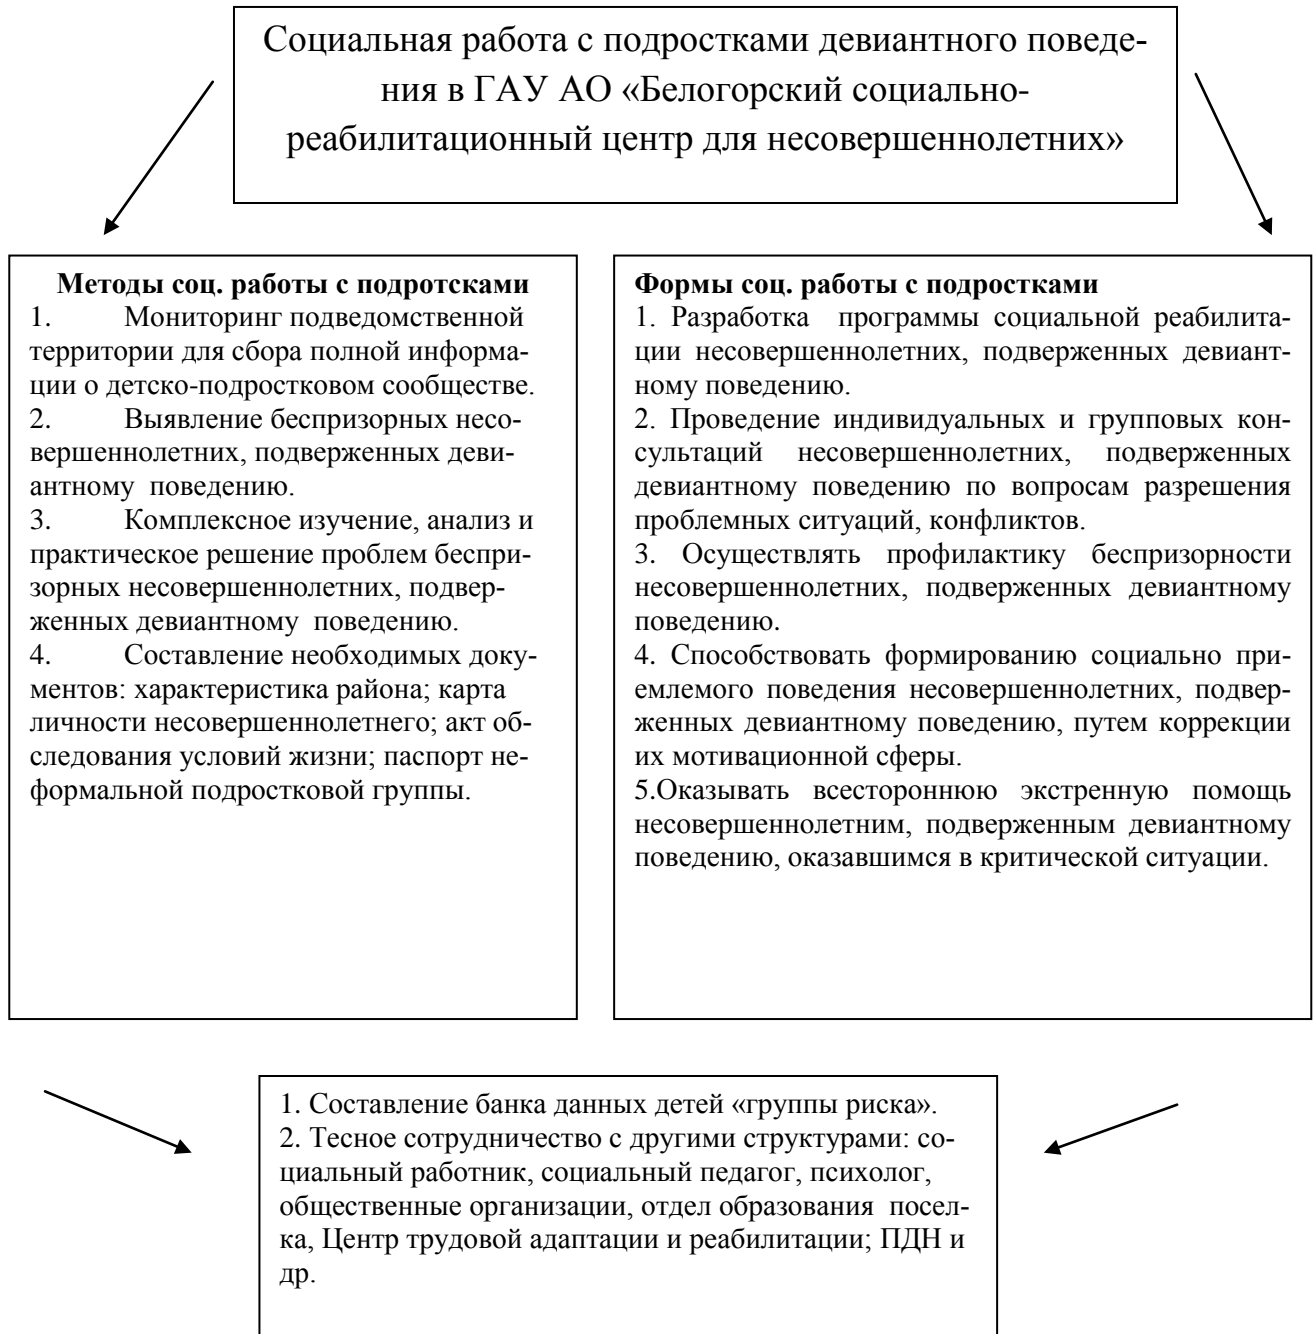 Социальная работа с подростками девиантного поведе-
ния в ГАУ АО «Белогорский социально-
реабилитационный центр для несовершеннолетних»
Методы соц. работы с подротсками
1. Мониторинг подведомственной
территории для сбора полной информа-
ции о детско-подростковом сообществе.
2. Выявление беспризорных несо-
вершеннолетних, подверженных деви-
антному поведению.
3. Комплексное изучение, анализ и
практическое решение проблем беспри-
зорных несовершеннолетних, подвер-
женных девиантному поведению.
4. Составление необходимых доку-
ментов: характеристика района; карта
личности несовершеннолетнего; акт об-
следования условий жизни; паспорт не-
формальной подростковой группы.
Формы соц. работы с подростками
1. Разработка программы социальной реабилита-
ции несовершеннолетних, подверженных девиант-
ному поведению.
2. Проведение индивидуальных и групповых кон-
сультаций несовершеннолетних, подверженных
девиантному поведению по вопросам разрешения
проблемных ситуаций, конфликтов.
3. Осуществлять профилактику беспризорности
несовершеннолетних, подверженных девиантному
поведению.
4. Способствовать формированию социально при-
емлемого поведения несовершеннолетних, подвер-
женных девиантному поведению, путем коррекции
их мотивационной сферы.
5.Оказывать всестороннюю экстренную помощь
несовершеннолетним, подверженным девиантному
поведению, оказавшимся в критической ситуации.
1. Составление банка данных детей «группы риска».
2. Тесное сотрудничество с другими структурами: со-
циальный работник, социальный педагог, психолог,
общественные организации, отдел образования посел-
ка, Центр трудовой адаптации и реабилитации; ПДН и
др.